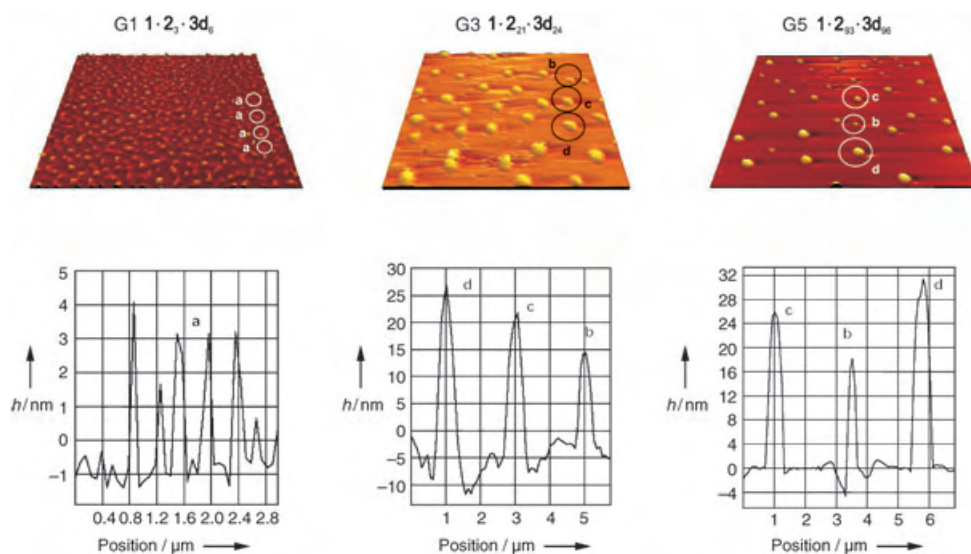 G1 1·2₃·3d₆
G3 1·2₂₁·3d₂₄
G5 1·2₉₃·3d₉₆
a
a
a
a
b
c
d
c
b
d
5
4
3
2
1
0
−1
h/nm
a
0.4 0.8 1.2 1.6 2.0 2.4 2.8
Position / µm
30
25
20
15
10
5
0
−5
−10
h/nm
d
c
b
1 2 3 4 5
Position / µm
32
28
24
20
16
12
8
4
0
−4
h/nm
c
b
d
1 2 3 4 5 6
Position / µm